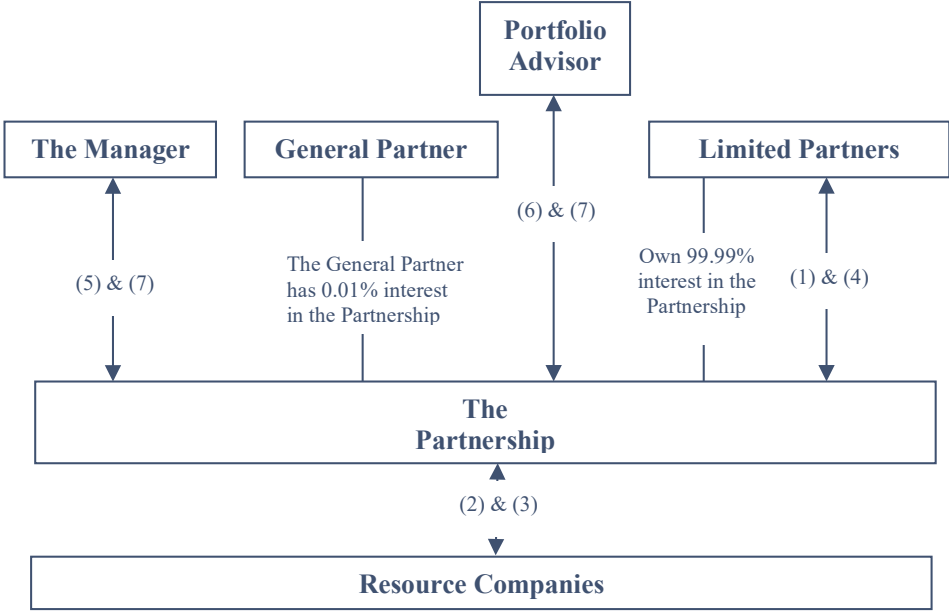 Portfolio
Advisor
The Manager
General Partner
Limited Partners
(6) & (7)
(5) & (7)
The General Partner
has 0.01% interest
in the Partnership
Own 99.99%
interest in the
Partnership
(1) & (4)
The
Partnership
(2) & (3)
Resource Companies